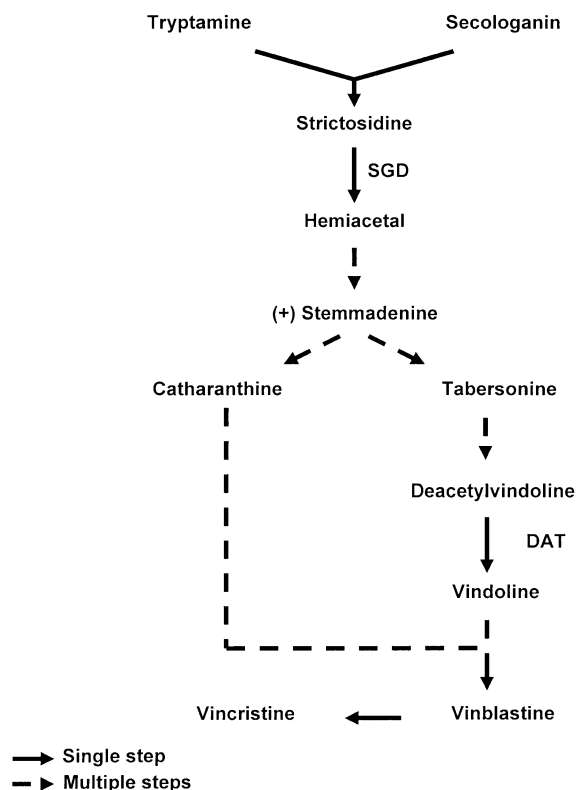 Tryptamine Secologanin
Strictosidine
SGD
Hemiacetal
(+) Stemmadenine
Catharanthine Tabersonine
Deacetylvindoline
DAT
Vindoline
Vincristine Vinblastine
Single step
Multiple steps